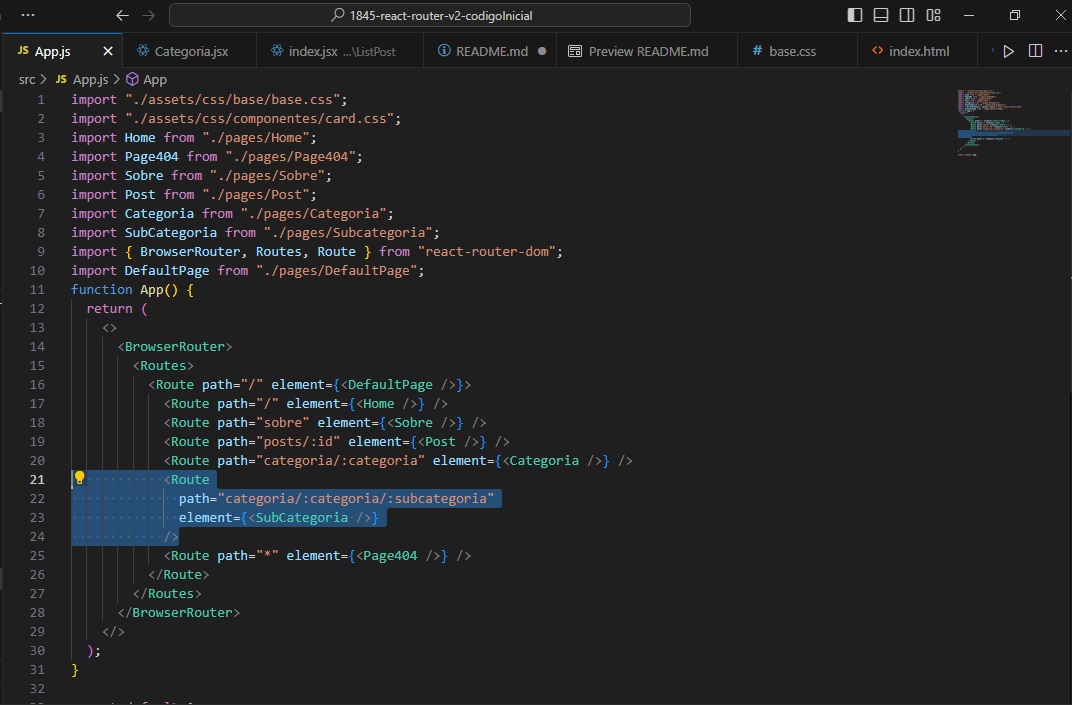 1845-react-router-v2-codigoInicial
JS App.js Categoria.jsx index.jsx ...\ListPost README.md Preview README.md # base.css <> index.html
src > JS App.js > App
1 import "./assets/css/base/base.css";
2 import "./assets/css/componentes/card.css";
3 import Home from "./pages/Home";
4 import Page404 from "./pages/Page404";
5 import Sobre from "./pages/Sobre";
6 import Post from "./pages/Post";
7 import Categoria from "./pages/Categoria";
8 import SubCategoria from "./pages/Subcategoria";
9 import { BrowserRouter, Routes, Route } from "react-router-dom";
10 import DefaultPage from "./pages/DefaultPage";
11 function App() {
12 return (
13 <>
14 <BrowserRouter>
15 <Routes>
16 <Route path="/" element={<DefaultPage />}>
17 <Route path="/" element={<Home />} />
18 <Route path="sobre" element={<Sobre />} />
19 <Route path="posts/:id" element={<Post />} />
20 <Route path="categoria/:categoria" element={<Categoria />} />
21 <Route
22 path="categoria/:categoria/:subcategoria"
23 element={<SubCategoria />}
24 />
25 <Route path="*" element={<Page404 />} />
26 </Route>
27 </Routes>
28 </BrowserRouter>
29 </>
30 );
31 }
32